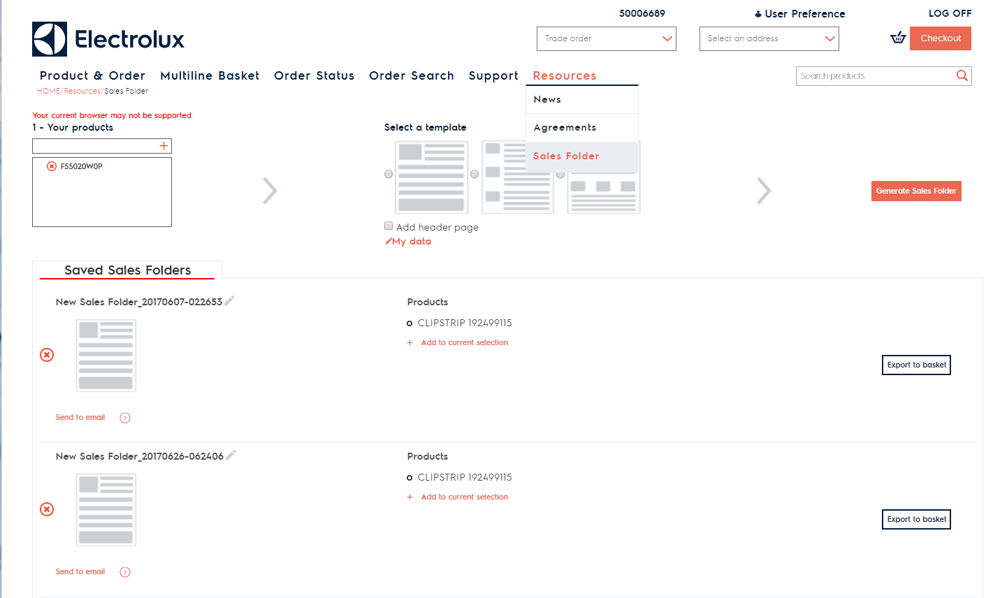 50006689
User Preference
LOG OFF
Electrolux
Trade order
Select an address
Checkout
Product & Order Multiline Basket Order Status Order Search Support Resources
Search products
HOME/Resources/Sales Folder
News
Agreements
Sales Folder
Your current browser may not be supported
1 - Your products
F55020W0P
Select a template
Add header page
My data
Generate Sales Folder
Saved Sales Folders
New Sales Folder_20170607-022653
Products
CLIPSTRIP 192499115
+ Add to current selection
Export to basket
Send to email
New Sales Folder_20170626-062406
Products
CLIPSTRIP 192499115
+ Add to current selection
Export to basket
Send to email